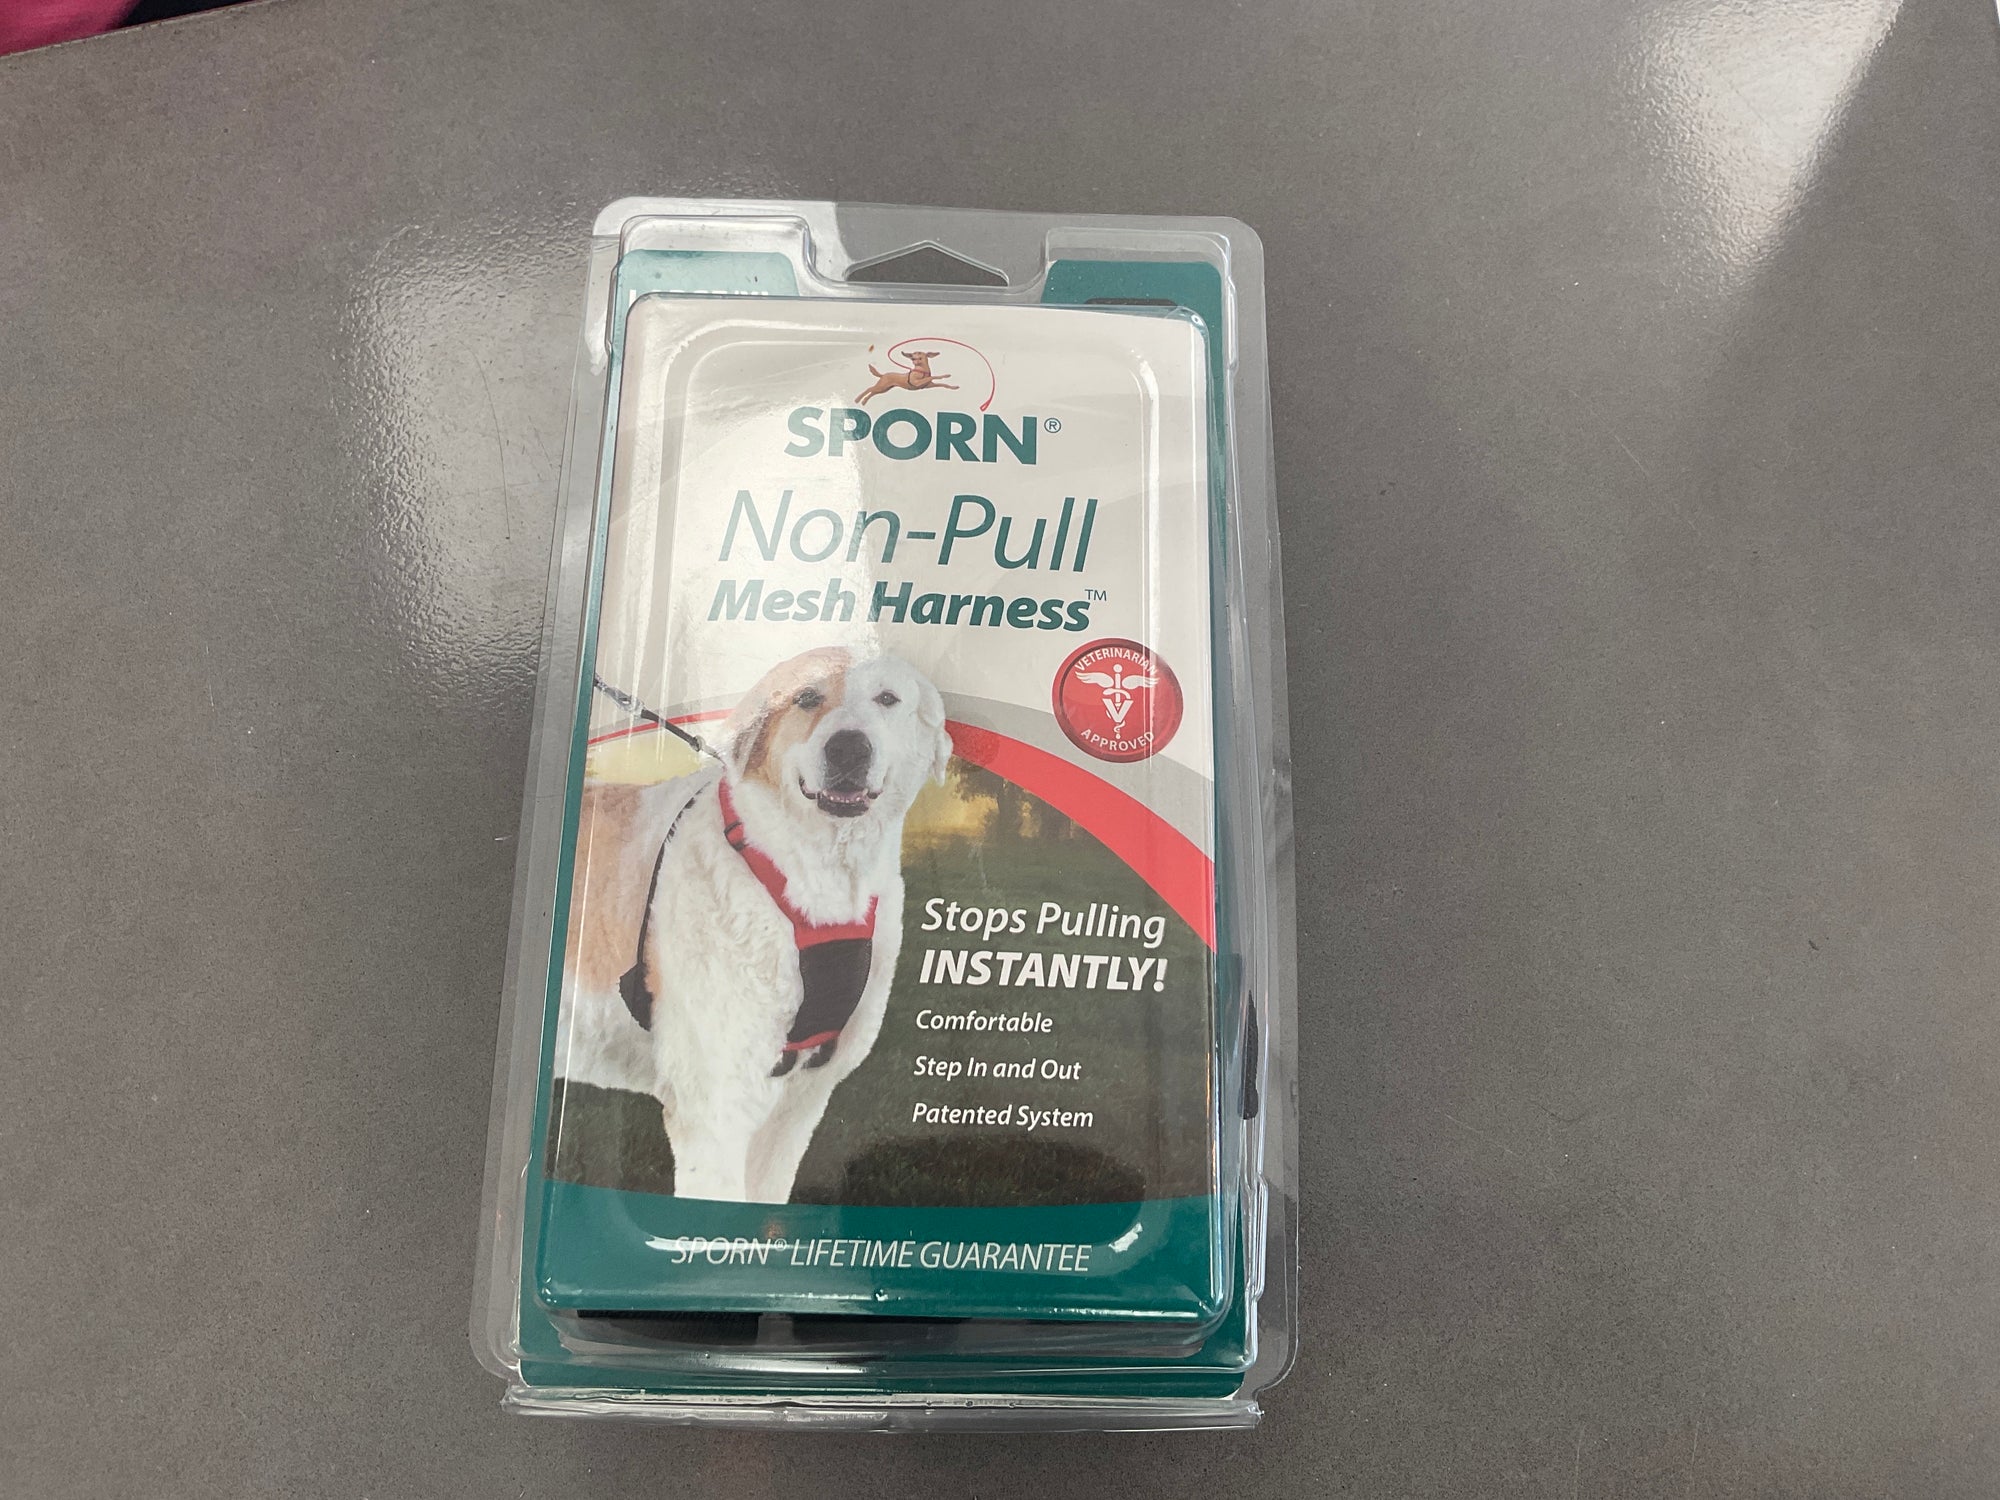 SPORN®
Non-Pull
Mesh Harness™
VETERINARIAN
V
APPROVED
Stops Pulling
INSTANTLY!
Comfortable
Step In and Out
Patented System
SPORN® LIFETIME GUARANTEE